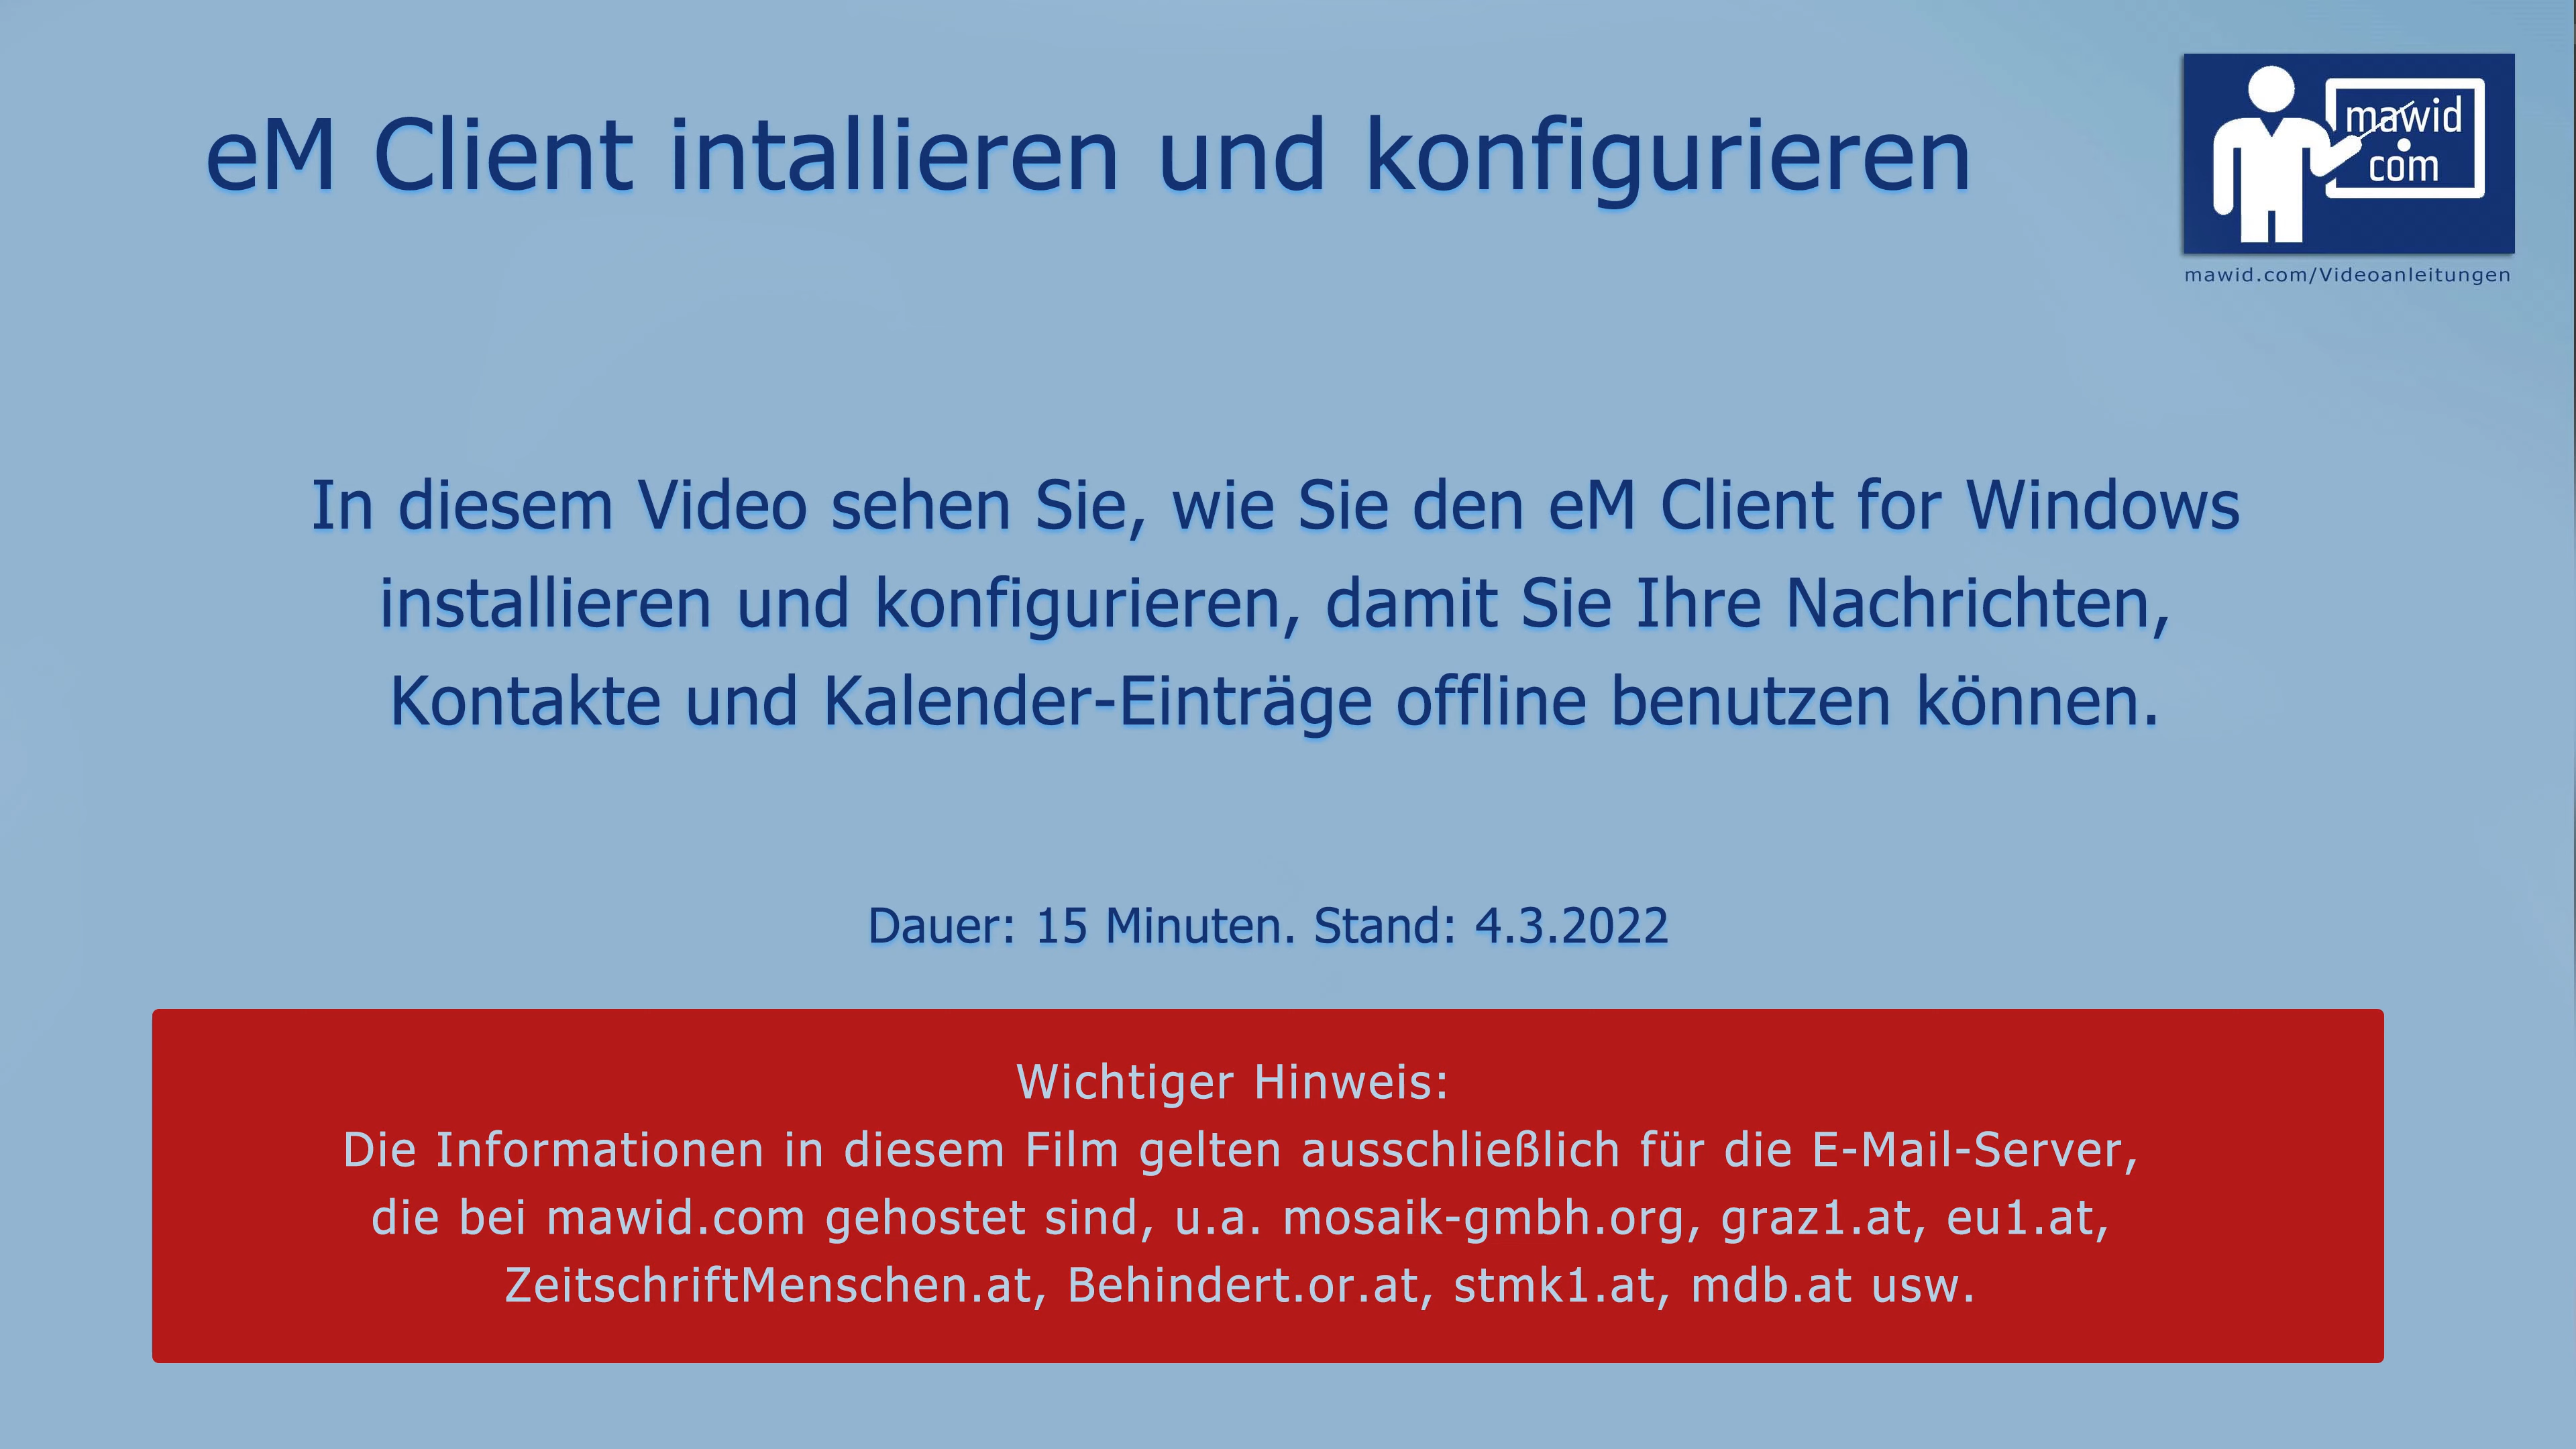 eM Client intallieren und konfigurieren
mawid
com
mawid.com/Videoanleitungen
In diesem Video sehen Sie, wie Sie den eM Client for Windows
installieren und konfigurieren, damit Sie Ihre Nachrichten,
Kontakte und Kalender-Einträge offline benutzen können.
Dauer: 15 Minuten. Stand: 4.3.2022
Wichtiger Hinweis:
Die Informationen in diesem Film gelten ausschließlich für die E-Mail-Server,
die bei mawid.com gehostet sind, u.a. mosaik-gmbh.org, graz1.at, eu1.at,
ZeitschriftMenschen.at, Behindert.or.at, stmk1.at, mdb.at usw.